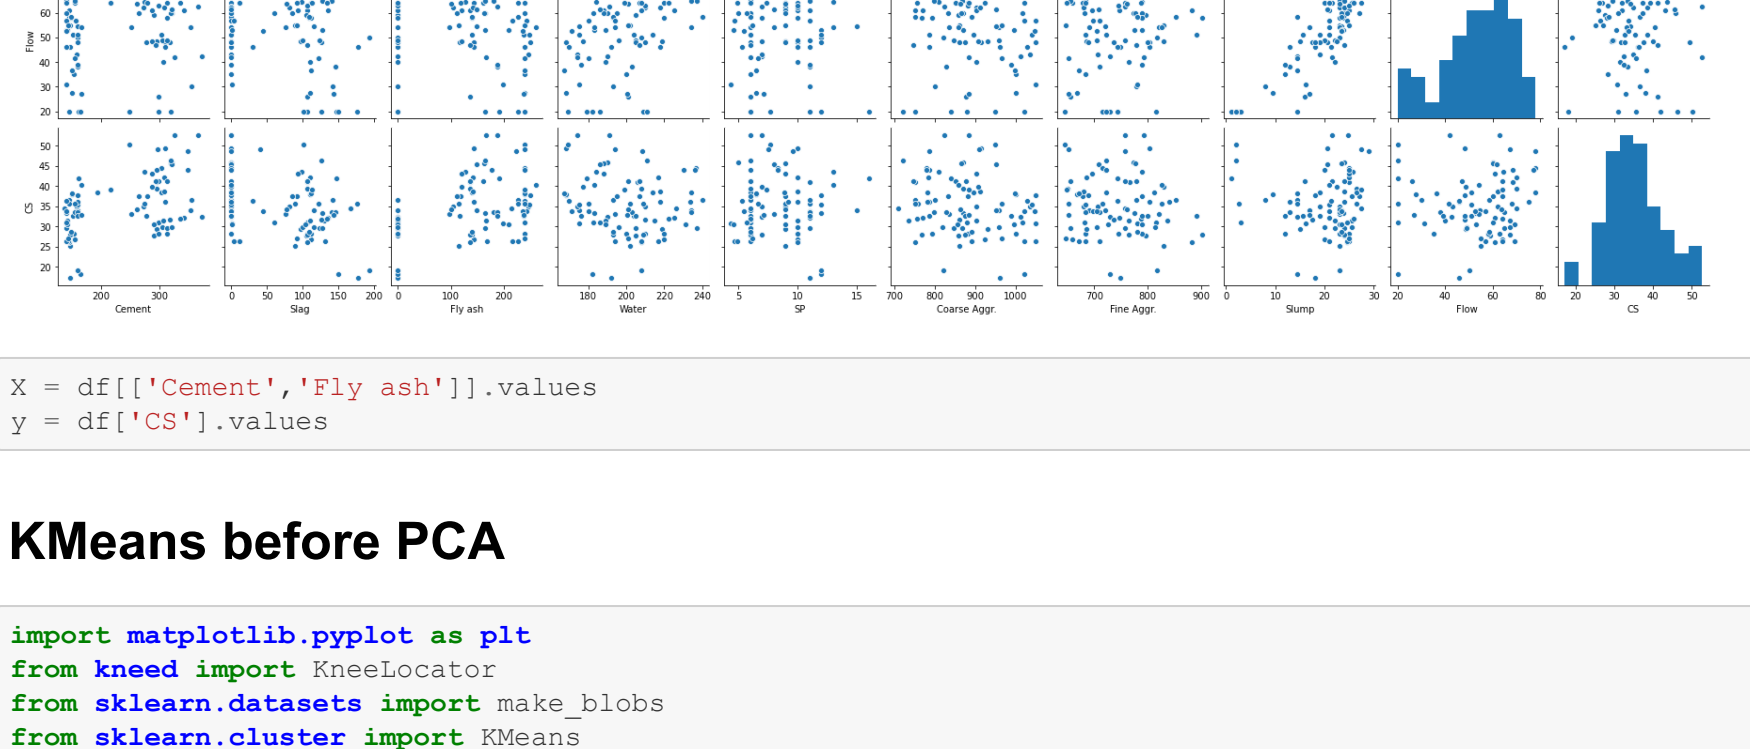 60
50
Flow
40
30
20
50
45
40
CS
35
30
25
20
200 300 0 50 100 150 200 0 100 200 180 200 220 240 5 10 15 700 800 900 1000 700 800 900 0 10 20 30 20 40 60 80 20 30 40 50
Cement Slag Fly ash Water SP Coarse Aggr. Fine Aggr. Slump Flow CS
X = df[['Cement','Fly ash']].values
y = df['CS'].values
KMeans before PCA
import matplotlib.pyplot as plt
from kneed import KneeLocator
from sklearn.datasets import make_blobs
from sklearn.cluster import KMeans